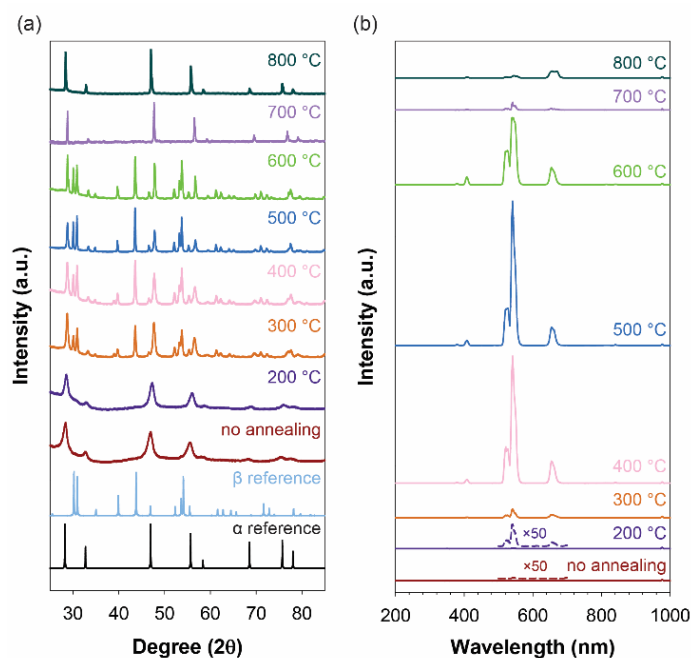 (a)
800 °C
700 °C
600 °C
500 °C
400 °C
300 °C
200 °C
no annealing
β reference
α reference
Intensity (a.u.)
30 40 50 60 70 80
Degree (2θ)
(b)
800 °C
700 °C
600 °C
500 °C
400 °C
300 °C
×50 200 °C
×50 no annealing
Intensity (a.u.)
200 400 600 800 1000
Wavelength (nm)